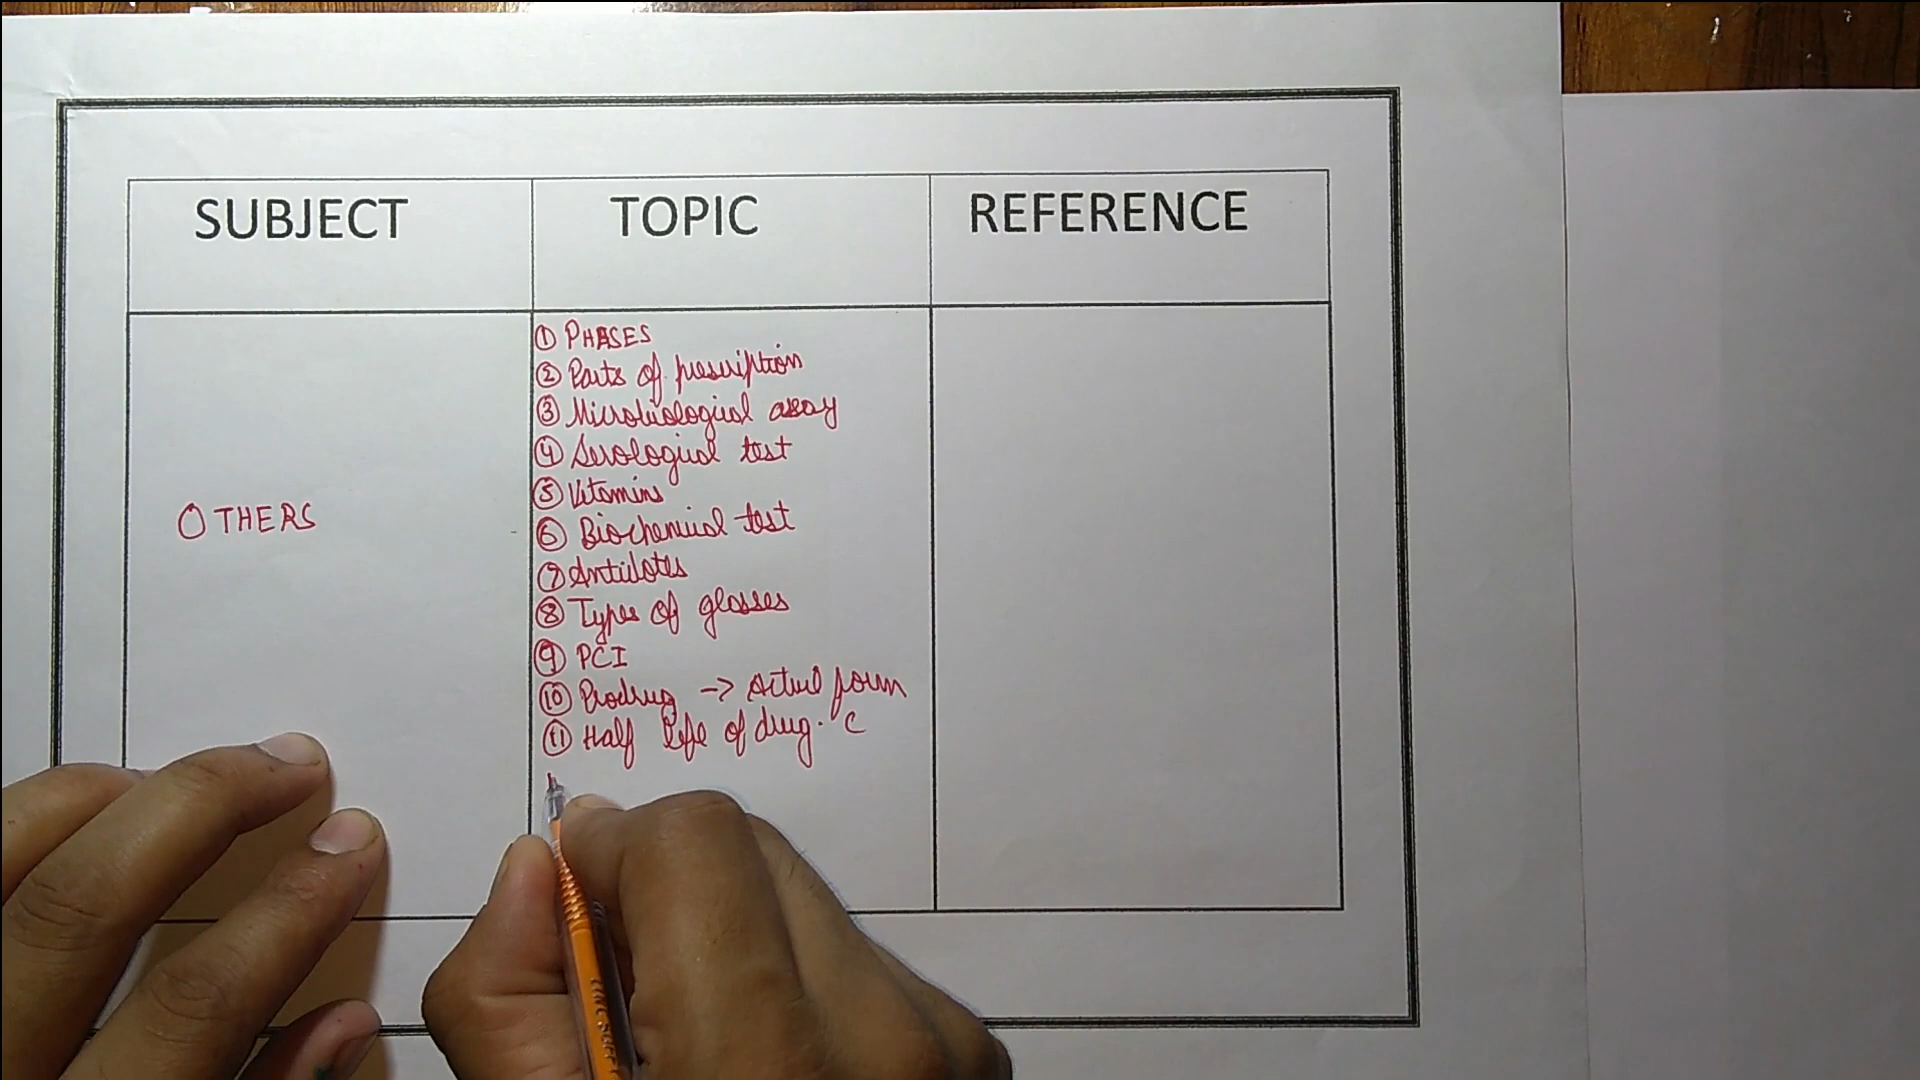 SUBJECT TOPIC REFERENCE
OTHERS
① PHASES
② Parts of prescription
③ Microbiological assay
④ Serological test
⑤ Vitamins
⑥ Biochemical test
⑦ Antidotes
⑧ Types of glasses
⑨ PCI
⑩ Prodrug -> Actual form
⑪ Half life of drug. C